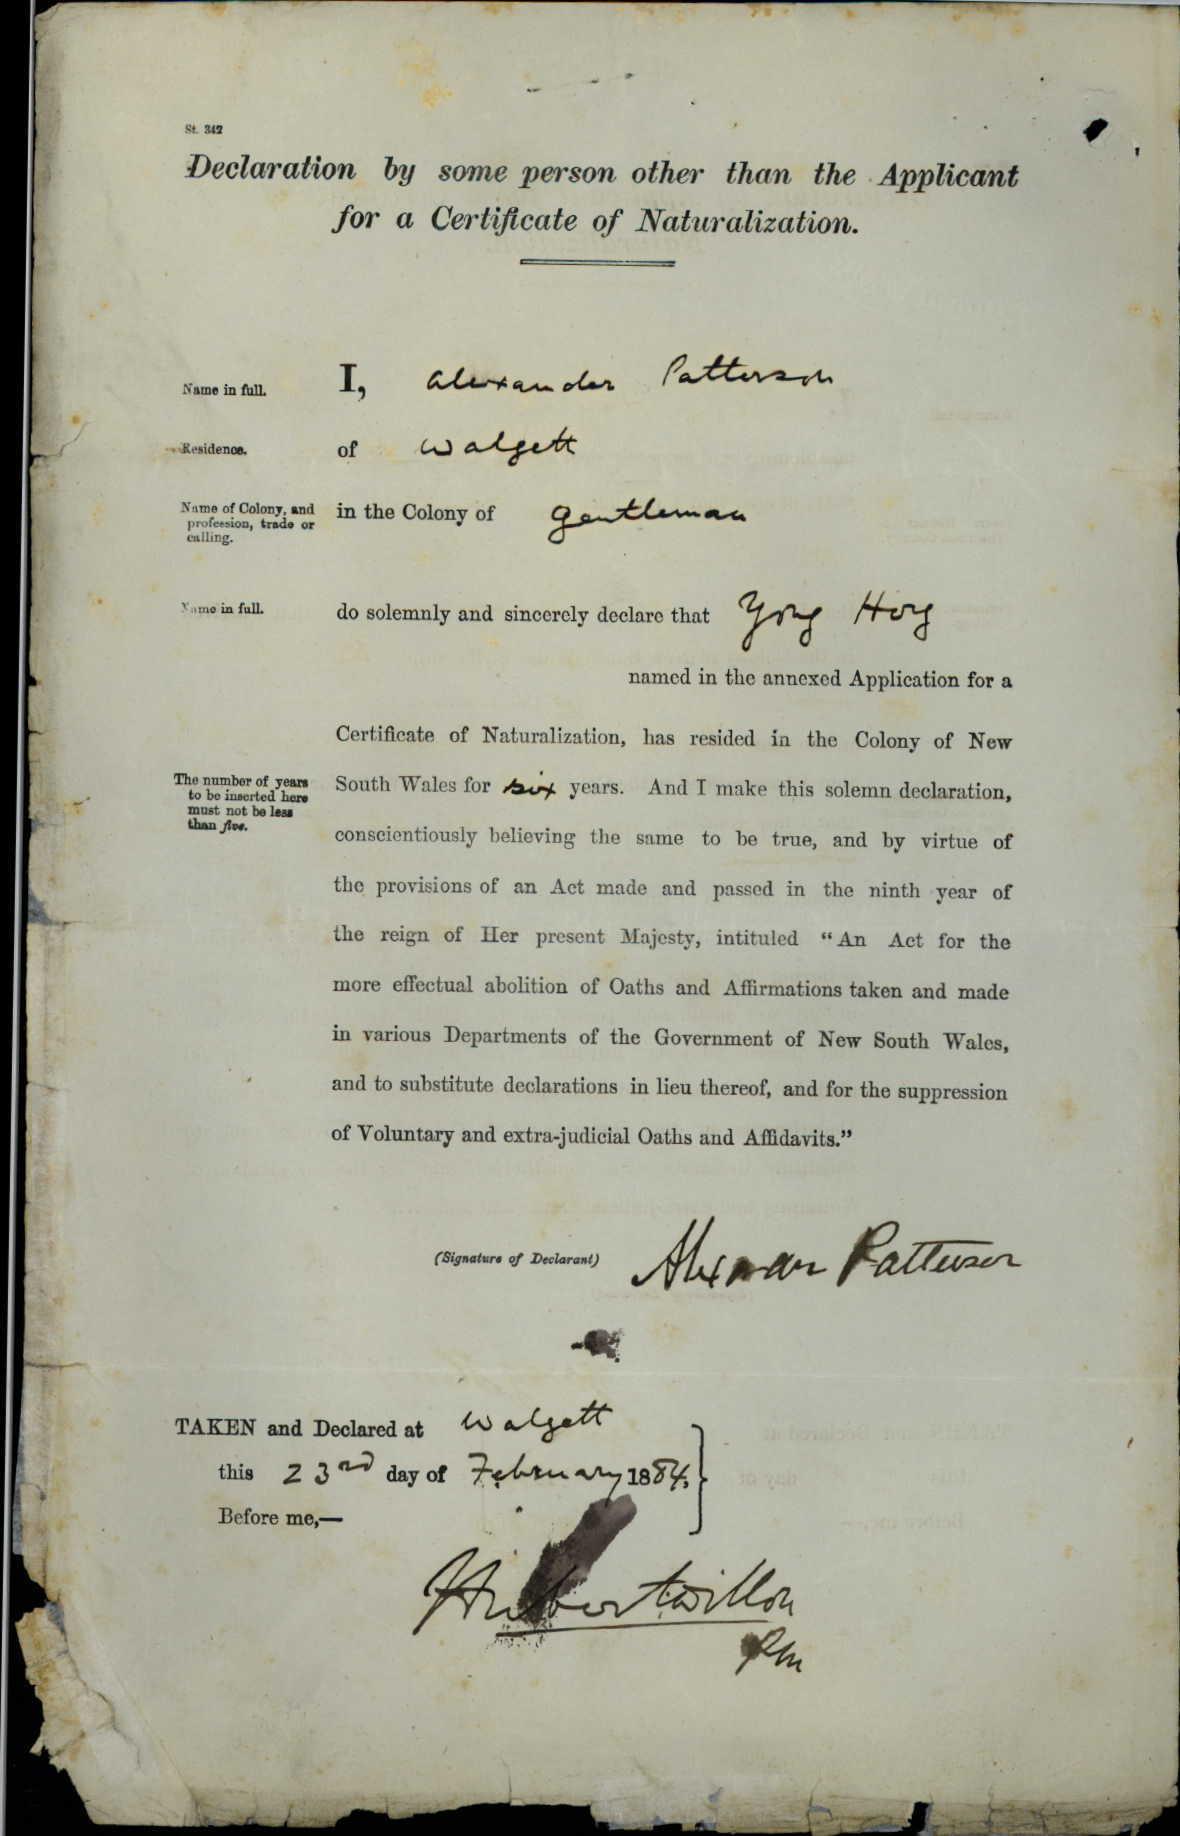 St. 342
Declaration by some person other than the Applicant
for a Certificate of Naturalization.
Name in full. I, Alexander Patterson
Residence. of Walgett
Name of Colony, and
profession, trade or
calling.
in the Colony of Gentleman
Name in full. do solemnly and sincerely declare that Yong Hoy
named in the annexed Application for a
Certificate of Naturalization, has resided in the Colony of New
The number of years
to be inserted here
must not be less
than five.
South Wales for six years. And I make this solemn declaration,
conscientiously believing the same to be true, and by virtue of
the provisions of an Act made and passed in the ninth year of
the reign of Her present Majesty, intituled “An Act for the
more effectual abolition of Oaths and Affirmations taken and made
in various Departments of the Government of New South Wales,
and to substitute declarations in lieu thereof, and for the suppression
of Voluntary and extra-judicial Oaths and Affidavits.”
(Signature of Declarant) Alexander Patterson
TAKEN and Declared at Walgett
this 23rd day of February 1884,
Before me,—
PM